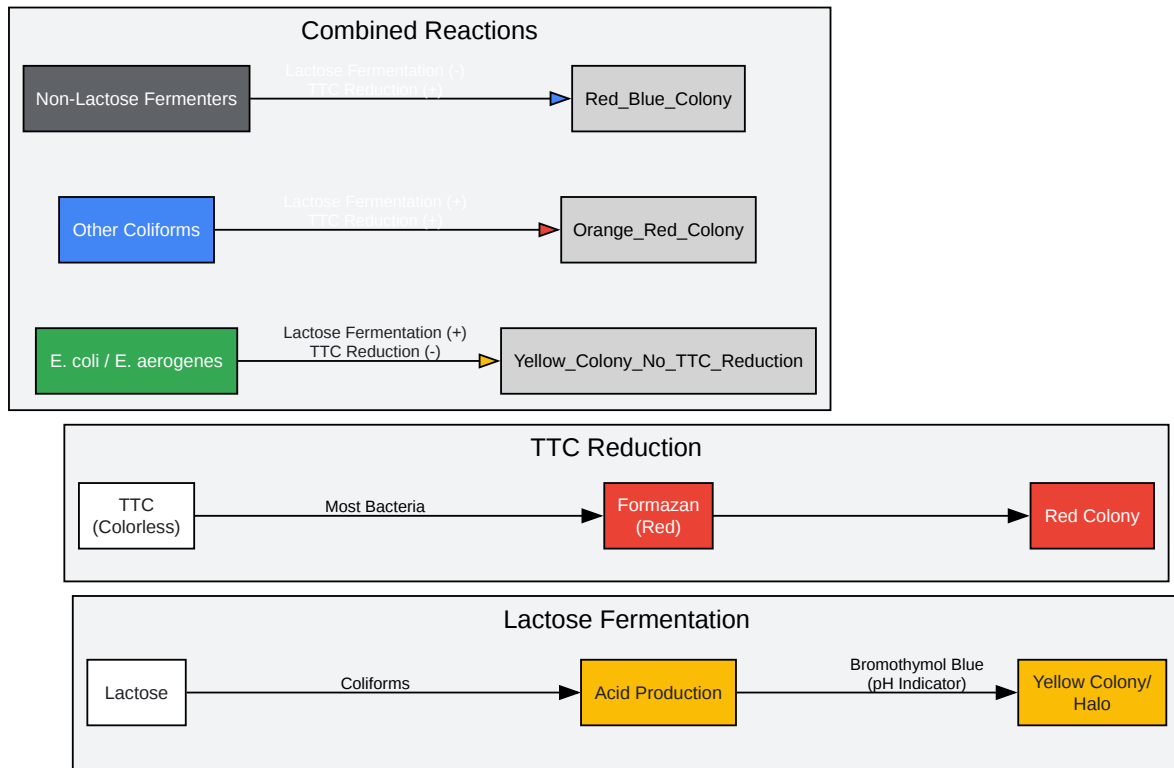 Combined Reactions
Non-Lactose Fermenters
Lactose Fermentation (-)
TTC Reduction (+)
Red_Blue_Colony
Other Coliforms
Lactose Fermentation (+)
TTC Reduction (+)
Orange_Red_Colony
E. coli / E. aerogenes
Lactose Fermentation (+)
TTC Reduction (-)
Yellow_Colony_No_TTC_Reduction
TTC Reduction
TTC
(Colorless)
Most Bacteria
Formazan
(Red)
Red Colony
Lactose Fermentation
Lactose
Coliforms
Acid Production
Bromothymol Blue
(pH Indicator)
Yellow Colony/
Halo